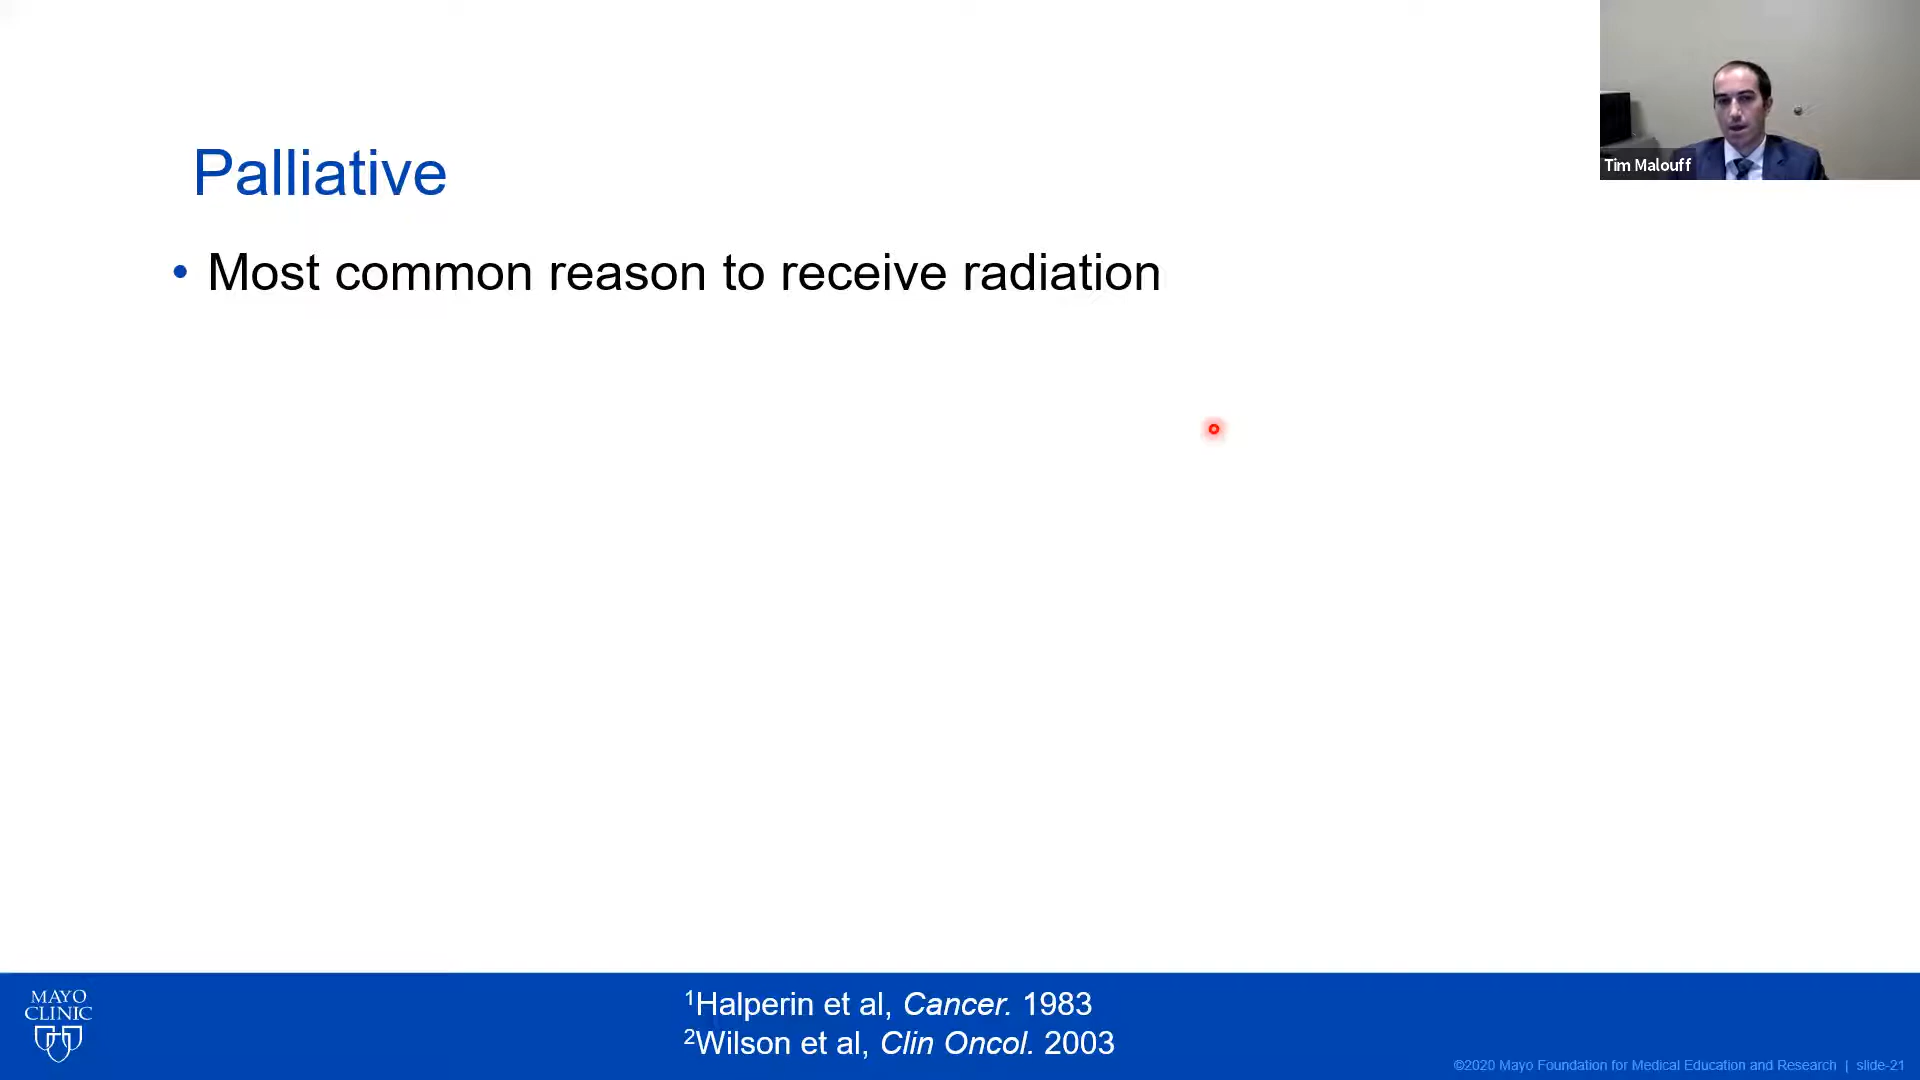 Tim Malouff
Palliative
• Most common reason to receive radiation
MAYO
CLINIC
¹Halperin et al, Cancer. 1983
²Wilson et al, Clin Oncol. 2003
©2020 Mayo Foundation for Medical Education and Research | slide-21